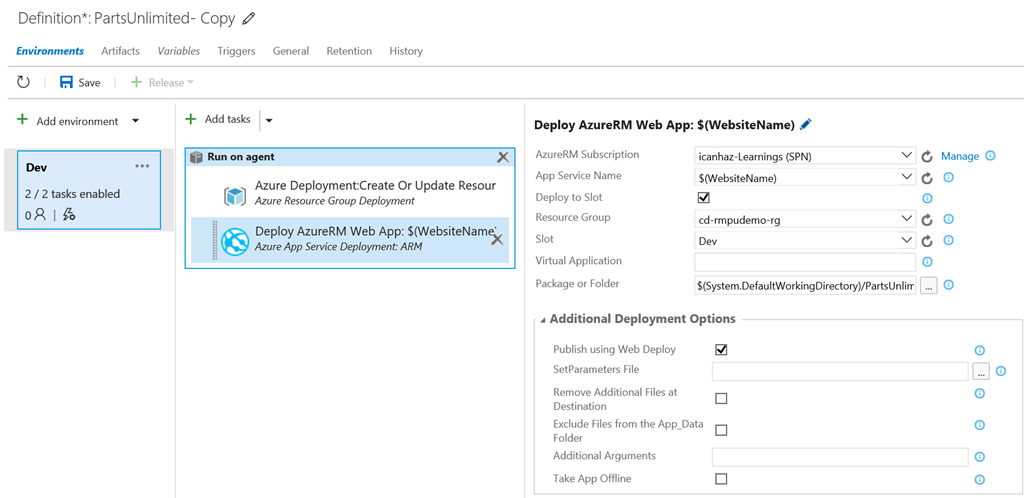 Definition*: PartsUnlimited- Copy
Environments Artifacts Variables Triggers General Retention History
Save Release
Add environment
Add tasks
Dev
2 / 2 tasks enabled
0
Run on agent
Azure Deployment:Create Or Update Resour
Azure Resource Group Deployment
Deploy AzureRM Web App: $(WebsiteName)
Azure App Service Deployment: ARM
Deploy AzureRM Web App: $(WebsiteName)
AzureRM Subscription icanhaz-Learnings (SPN) Manage
App Service Name $(WebsiteName)
Deploy to Slot
Resource Group cd-rmpudemo-rg
Slot Dev
Virtual Application
Package or Folder $(System.DefaultWorkingDirectory)/PartsUnlim ...
Additional Deployment Options
Publish using Web Deploy
SetParameters File ...
Remove Additional Files at
Destination
Exclude Files from the App_Data
Folder
Additional Arguments
Take App Offline